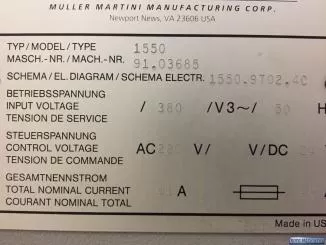 MULLER MARTINI MANUFACTURING CORP.
Newport News, VA 23606 USA
TYP/MODEL/TYPE 1550
MASCH.-NR./MACH.-NR. 91.03685
SCHEMA/EL.DIAGRAM/SCHEMA ELECTR. 1550.9702.4C
BETRIEBSSPANNUNG
INPUT VOLTAGE / 380 /V3~/ 50 H
TENSION DE SERVICE
STEUERSPANNUNG
CONTROL VOLTAGE AC 220 V/ V/DC
TENSION DE COMMANDE
GESAMTNENNSTROM
TOTAL NOMINAL CURRENT A
COURANT NOMINAL TOTAL
Made in US